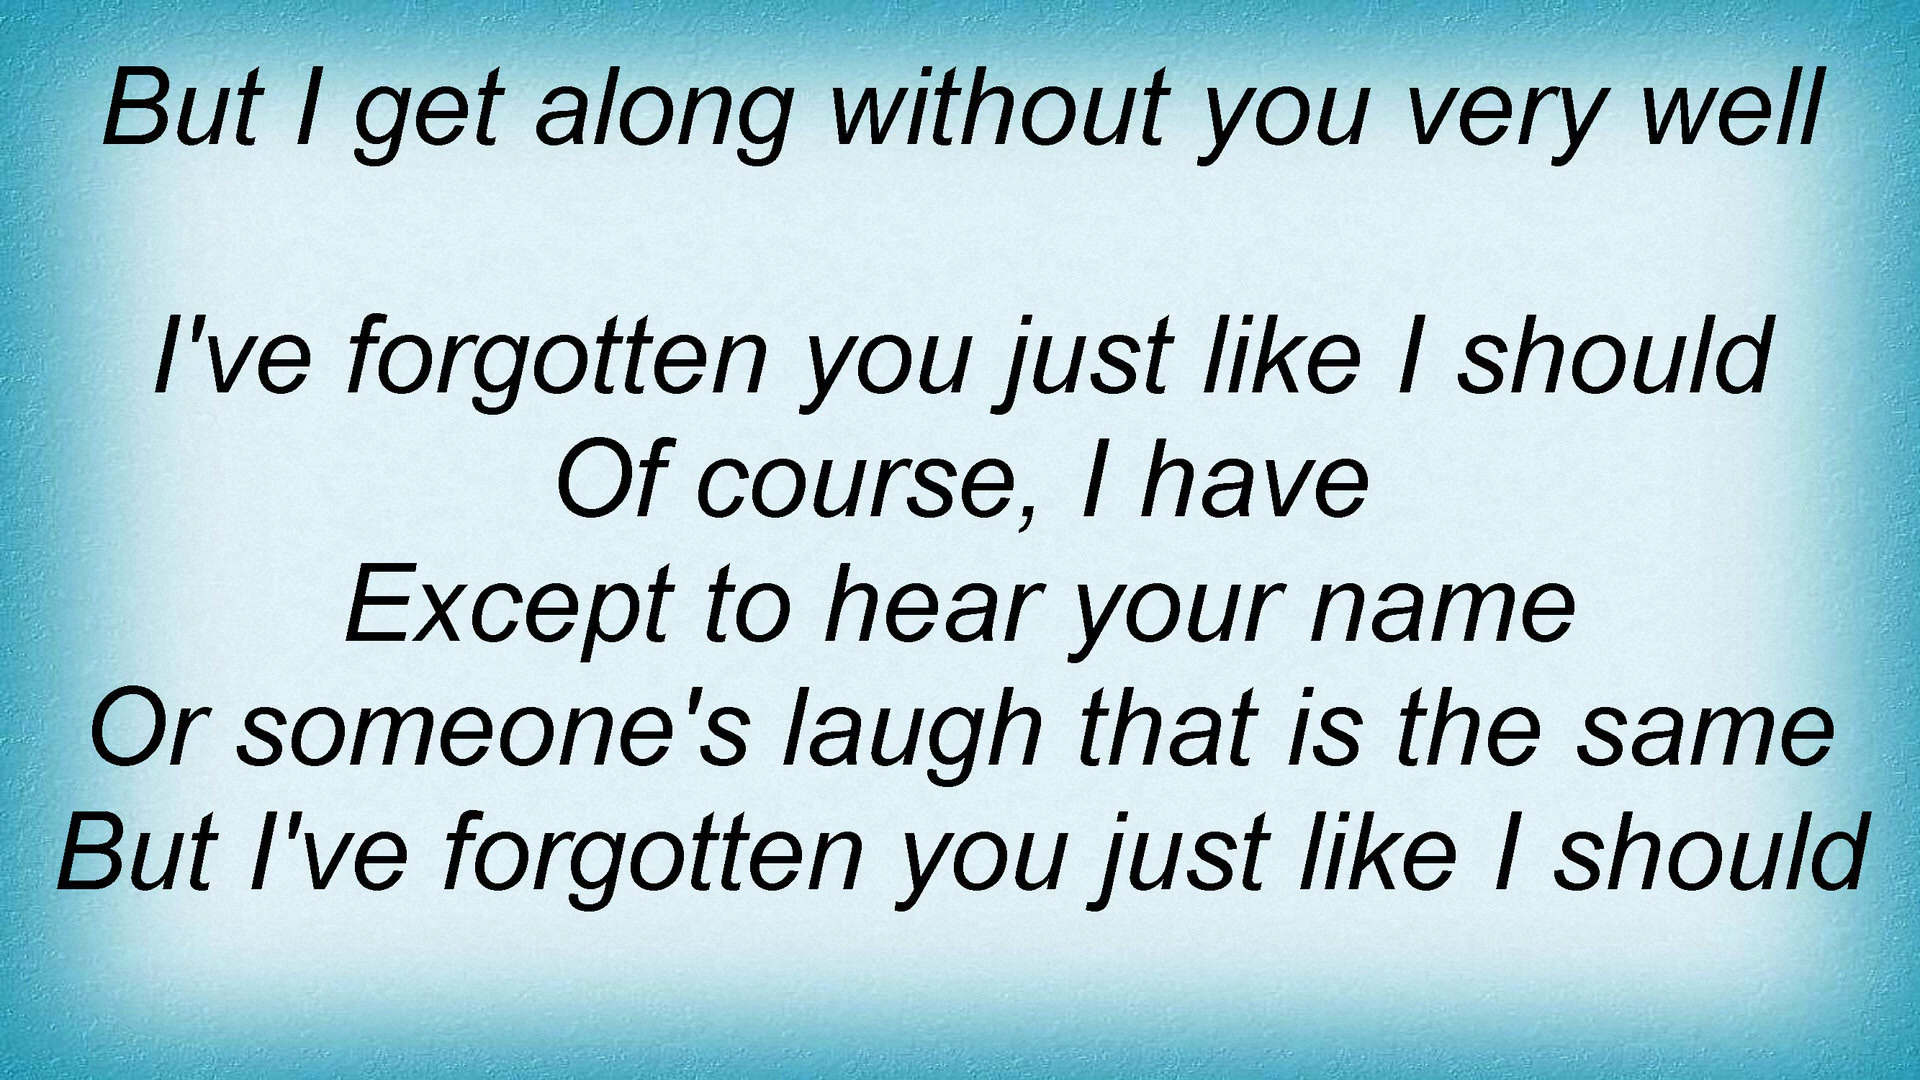 But I get along without you very well
I've forgotten you just like I should
Of course, I have
Except to hear your name
Or someone's laugh that is the same
But I've forgotten you just like I should